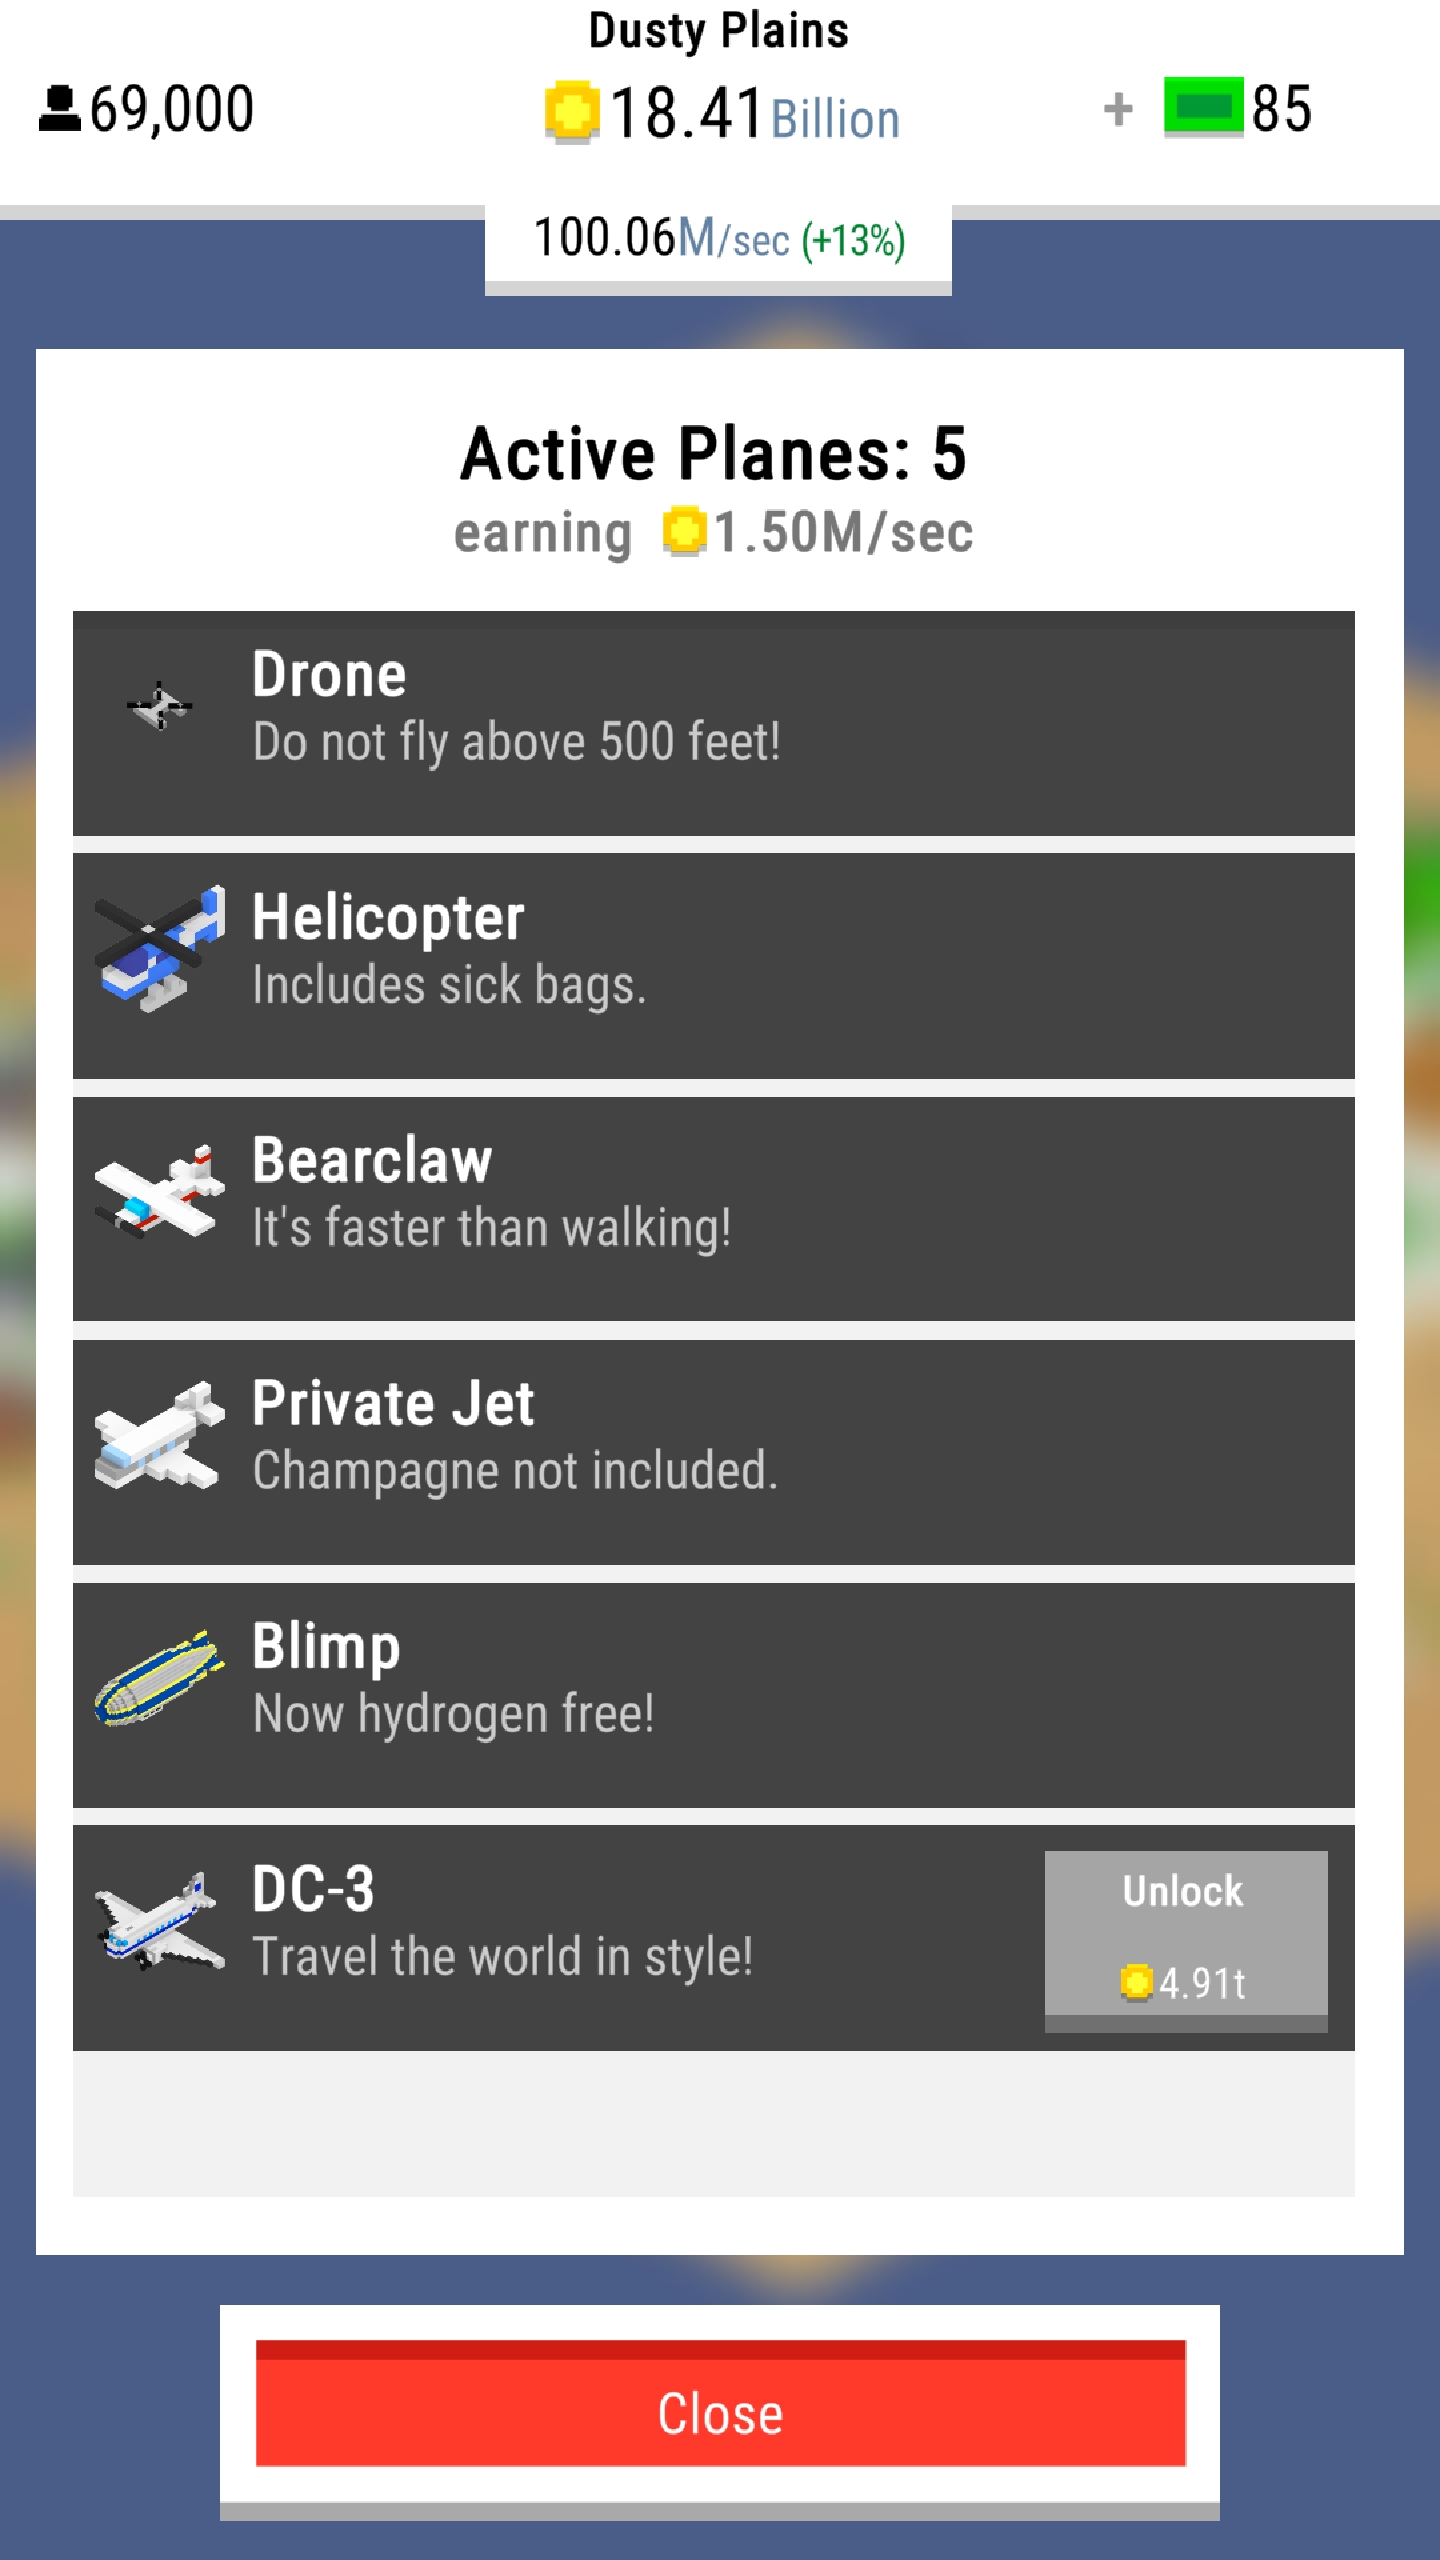 Dusty Plains
69,000
18.41 Billion
+ 85
100.06M/sec (+13%)
Active Planes: 5
earning 1.50M/sec
Drone
Do not fly above 500 feet!
Helicopter
Includes sick bags.
Bearclaw
It's faster than walking!
Private Jet
Champagne not included.
Blimp
Now hydrogen free!
DC-3
Travel the world in style!
Unlock
4.91t
Close